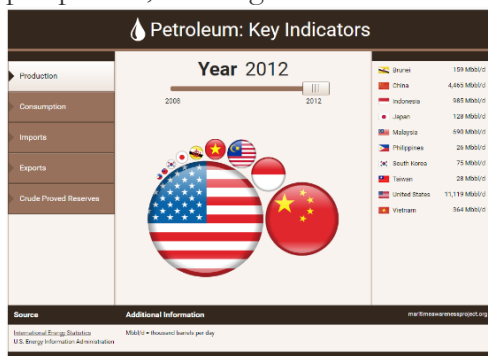 Petroleum: Key Indicators
Production
Consumption
Imports
Exports
Crude Proved Reserves
Year 2012
2008
2012
Brunei 159 Mbbl/d
China 4,465 Mbbl/d
Indonesia 985 Mbbl/d
Japan 128 Mbbl/d
Malaysia 698 Mbbl/d
Philippines 26 Mbbl/d
South Korea 75 Mbbl/d
Taiwan 28 Mbbl/d
United States 11,119 Mbbl/d
Vietnam 364 Mbbl/d
Source
Additional Information
maritimeawarenessproject.org
International Energy Statistics
U.S. Energy Information Administration
Mbbl/d = thousand barrels per day